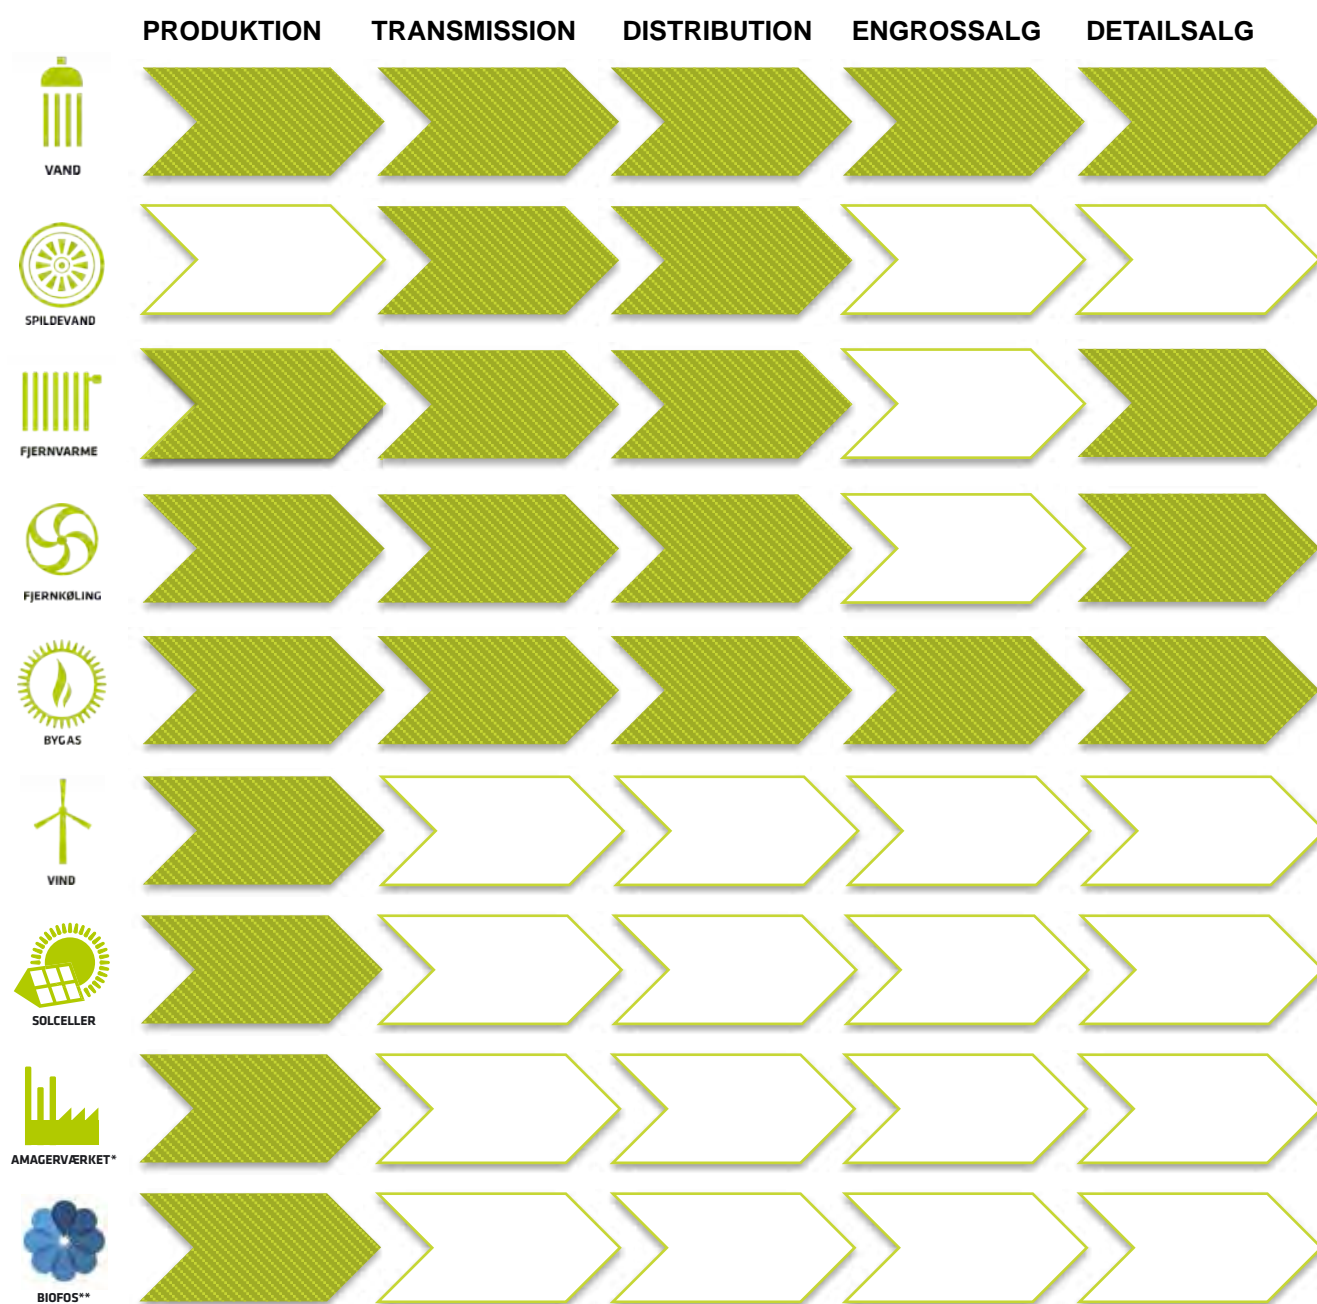 PRODUKTION TRANSMISSION DISTRIBUTION ENGROSSALG DETAILSALG
VAND
SPILDEVAND
FJERNVARME
FJERNKØLING
BYGAS
VIND
SOLCELLER
AMAGERVÆRKET*
BIOFOS**